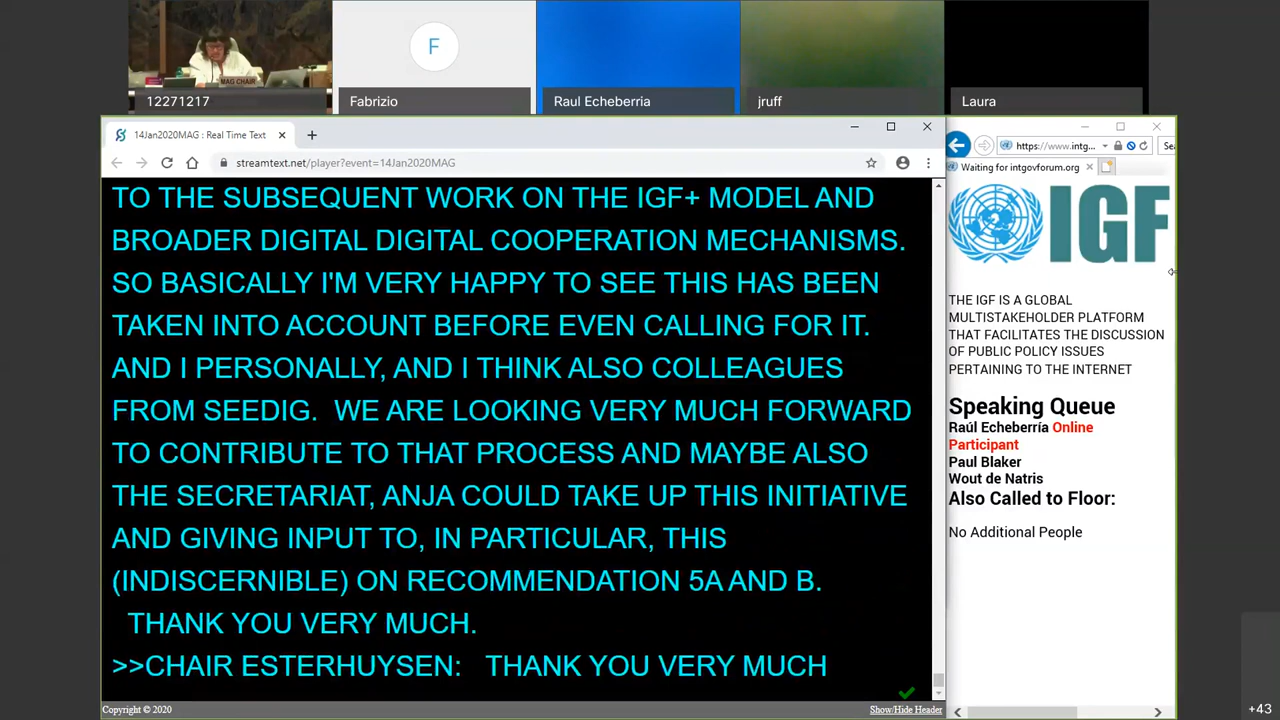 MAG CHAIR
12271217
F
Fabrizio
Raul Echeberria
jruff
Laura
14Jan2020MAG : Real Time Text
streamtext.net/player?event=14Jan2020MAG
TO THE SUBSEQUENT WORK ON THE IGF+ MODEL AND
BROADER DIGITAL DIGITAL COOPERATION MECHANISMS.
SO BASICALLY I'M VERY HAPPY TO SEE THIS HAS BEEN
TAKEN INTO ACCOUNT BEFORE EVEN CALLING FOR IT.
AND I PERSONALLY, AND I THINK ALSO COLLEAGUES
FROM SEEDIG.  WE ARE LOOKING VERY MUCH FORWARD
TO CONTRIBUTE TO THAT PROCESS AND MAYBE ALSO
THE SECRETARIAT, ANJA COULD TAKE UP THIS INITIATIVE
AND GIVING INPUT TO, IN PARTICULAR, THIS
(INDISCERNIBLE) ON RECOMMENDATION 5A AND B.
THANK YOU VERY MUCH.
>>CHAIR ESTERHUYSEN:   THANK YOU VERY MUCH
Copyright © 2020
Show/Hide Header
https://www.intg...
Sea
Waiting for intgovforum.org
IGF
THE IGF IS A GLOBAL
MULTISTAKEHOLDER PLATFORM
THAT FACILITATES THE DISCUSSION
OF PUBLIC POLICY ISSUES
PERTAINING TO THE INTERNET
Speaking Queue
Raúl Echeberría Online
Participant
Paul Blaker
Wout de Natris
Also Called to Floor:
No Additional People
+43